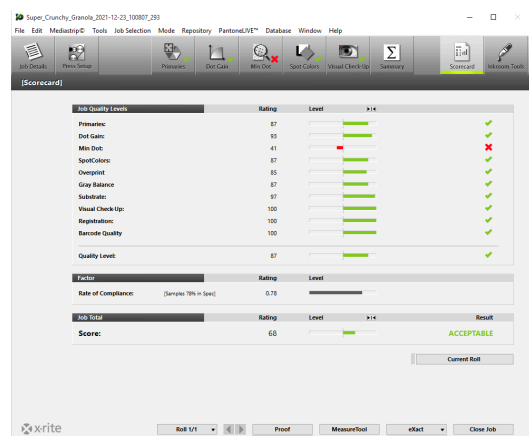 Super_Crunchy_Granola_2021-12-23_100807_293
File Edit Mediastrip© Tools Job Selection Mode Repository PantoneLIVE™ Database Window Help
Job Details Press Setup Primaries Dot Gain Min Dot Spot Colors Visual Check-Up Summary Scorecard Inkroom Tools
[Scorecard]
Job Quality Levels Rating Level
Primaries: 87
Dot Gain: 93
Min Dot: 41
SpotColors: 87
Overprint 85
Gray Balance 87
Substrate: 97
Visual Check-Up: 100
Registration: 100
Barcode Quality 100
Quality Level: 87
Factor Rating Level
Rate of Compliance: [Samples 78% in Spec] 0.78
Job Total Rating Level Result
Score: 68 ACCEPTABLE
Current Roll
x-rite Roll 1/1 Proof MeasureTool eXact Close Job